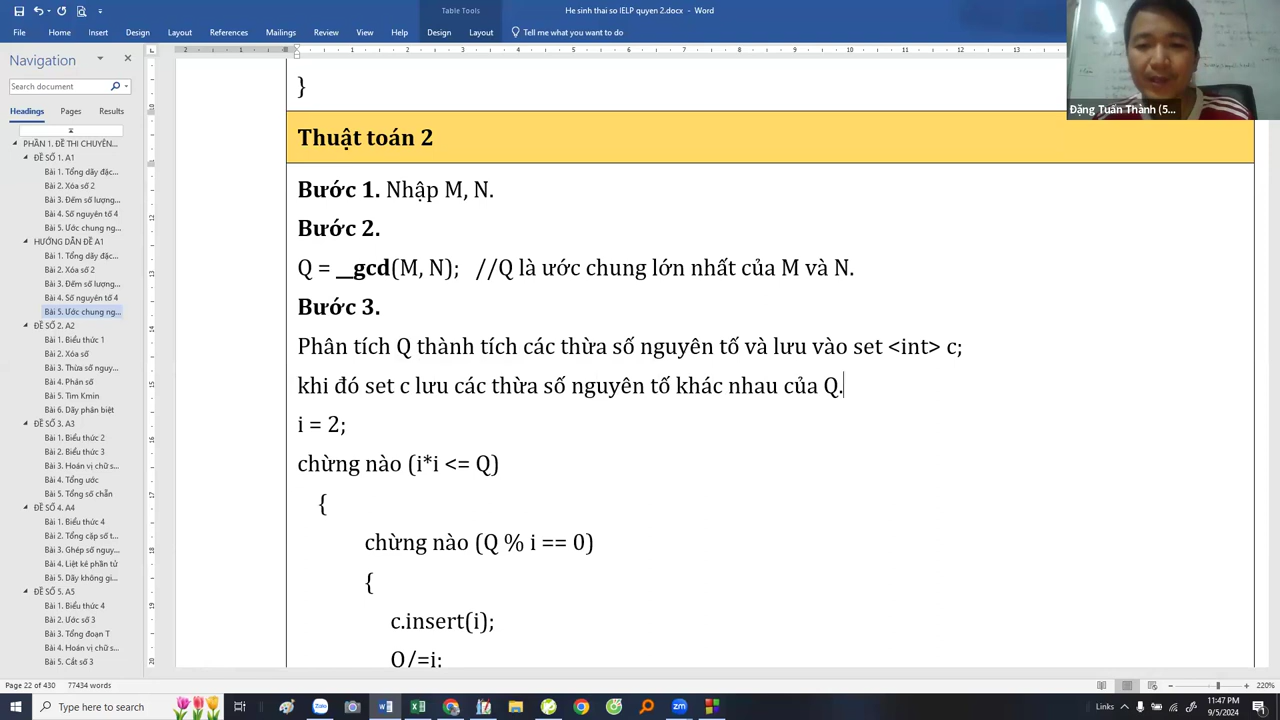 Table Tools
He sinh thai so IELP quyen 2.docx - Word
File Home Insert Design Layout References Mailings Review View Help Design Layout Tell me what you want to do
Navigation
Search document
Headings Pages Results
PHẦN 1. ĐỀ THI CHUYÊN...
ĐỀ SỐ 1. A1
Bài 1. Tổng dãy đặc...
Bài 2. Xóa số 2
Bài 3. Đếm số lượng...
Bài 4. Số nguyên tố 4
Bài 5. Ước chung ng...
HƯỚNG DẪN ĐỀ A1
Bài 1. Tổng dãy đặc...
Bài 2. Xóa số 2
Bài 3. Đếm số lượng...
Bài 4. Số nguyên tố 4
Bài 5. Ước chung ng...
ĐỀ SỐ 2. A2
Bài 1. Biểu thức 1
Bài 2. Xóa số
Bài 3. Thừa số nguy...
Bài 4. Phân số
Bài 5. Tìm Kmin
Bài 6. Dãy phân biệt
ĐỀ SỐ 3. A3
Bài 1. Biểu thức 2
Bài 2. Biểu thức 3
Bài 3. Hoán vị chữ s...
Bài 4. Tổng ước
Bài 5. Tổng số chẵn
ĐỀ SỐ 4. A4
Bài 1. Biểu thức 4
Bài 2. Tổng cặp số t...
Bài 3. Ghép số nguy...
Bài 4. Liệt kê phần tử
Bài 5. Dãy không gi...
ĐỀ SỐ 5. A5
Bài 1. Biểu thức 4
Bài 2. Ước số 3
Bài 3. Tổng đoạn T
Bài 4. Hoán vị chữ s...
Bài 5. Cắt số 3
}
Thuật toán 2
Bước 1. Nhập M, N.
Bước 2.
Q = __gcd(M, N); //Q là ước chung lớn nhất của M và N.
Bước 3.
Phân tích Q thành tích các thừa số nguyên tố và lưu vào set <int> c;
khi đó set c lưu các thừa số nguyên tố khác nhau của Q.
i = 2;
chừng nào (i*i <= Q)
{
chừng nào (Q % i == 0)
{
c.insert(i);
Q/=i;
Đặng Tuấn Thành (5...
Page 22 of 430 77434 words
220%
Type here to search
11:47 PM
9/5/2024